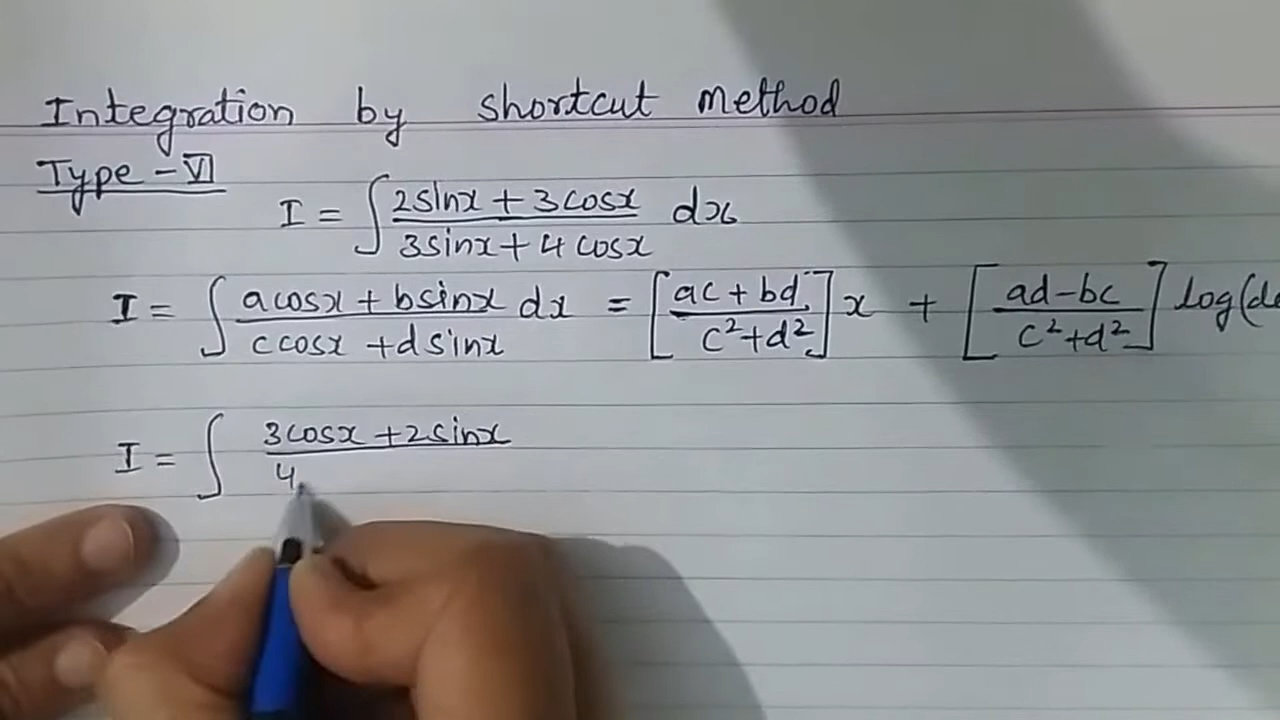 Integration by shortcut method
Type - VI
I = ∫ (2sinx + 3cosx)/(3sinx + 4cosx) dx
I = ∫ (acosx + bsinx)/(ccosx + dsinx) dx = [(ac + bd)/(c² + d²)] x + [(ad - bc)/(c² + d²)] log(
I = ∫ (3cosx + 2sinx)/(4